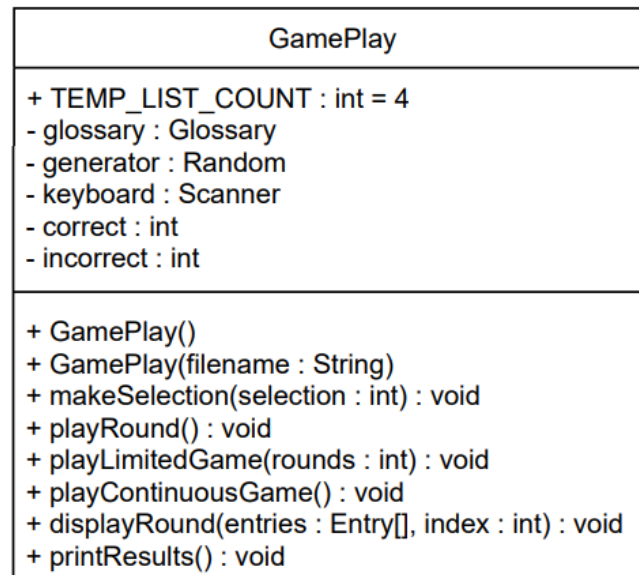 GamePlay
+ TEMP_LIST_COUNT : int = 4
- glossary : Glossary
- generator : Random
- keyboard : Scanner
- correct : int
- incorrect : int
+ GamePlay()
+ GamePlay(filename : String)
+ makeSelection(selection : int) : void
+ playRound() : void
+ playLimitedGame(rounds : int) : void
+ playContinuousGame() : void
+ displayRound(entries : Entry[], index : int) : void
+ printResults() : void